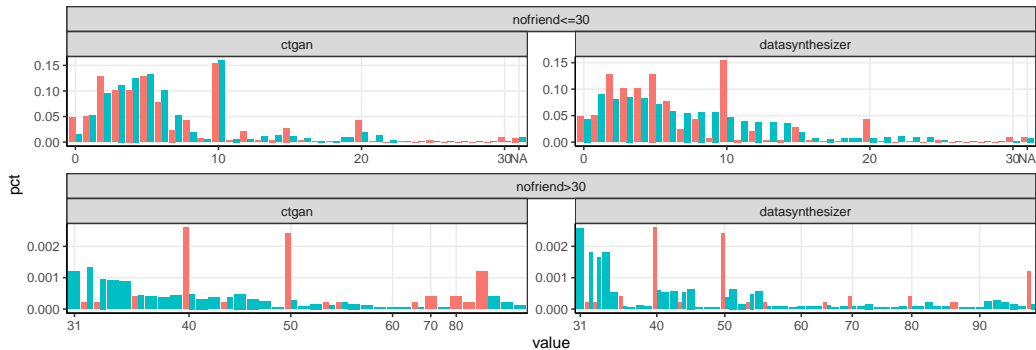 nofriend<=30
ctgan
datasynthesizer
0.15
0.10
0.05
0.00
0 10 20 30 NA
0.15
0.10
0.05
0.00
0 10 20 30 NA
pct
nofriend>30
ctgan
datasynthesizer
0.002
0.001
0.000
31 40 50 60 70 80
0.002
0.001
0.000
31 40 50 60 70 80 90
value